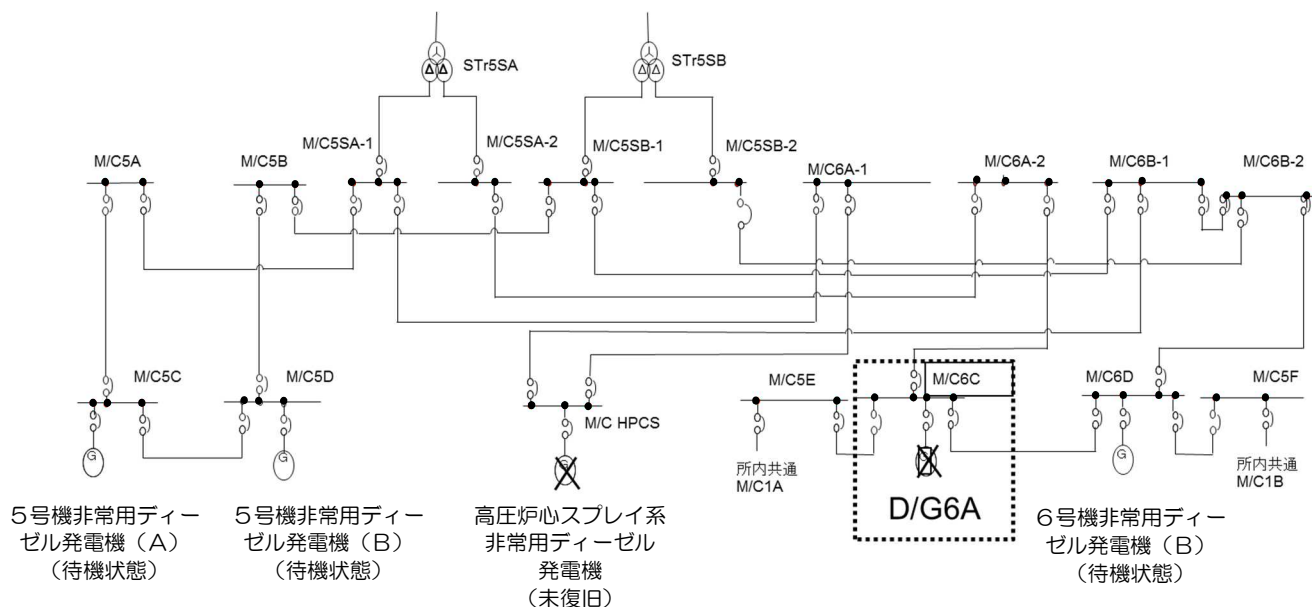 STr5SA
STr5SB
M/C5A
M/C5B
M/C5SA-1
M/C5SA-2
M/C5SB-1
M/C5SB-2
M/C6A-1
M/C6A-2
M/C6B-1
M/C6B-2
M/C5C
M/C5D
M/C HPCS
M/C5E
M/C6C
M/C6D
M/C5F
G
G
G
G
G
所内共通
M/C1A
D/G6A
所内共通
M/C1B
5号機非常用ディー
ゼル発電機(A)
(待機状態)
5号機非常用ディー
ゼル発電機(B)
(待機状態)
高圧炉心スプレイ系
非常用ディーゼル
発電機
(未復旧)
6号機非常用ディー
ゼル発電機(B)
(待機状態)